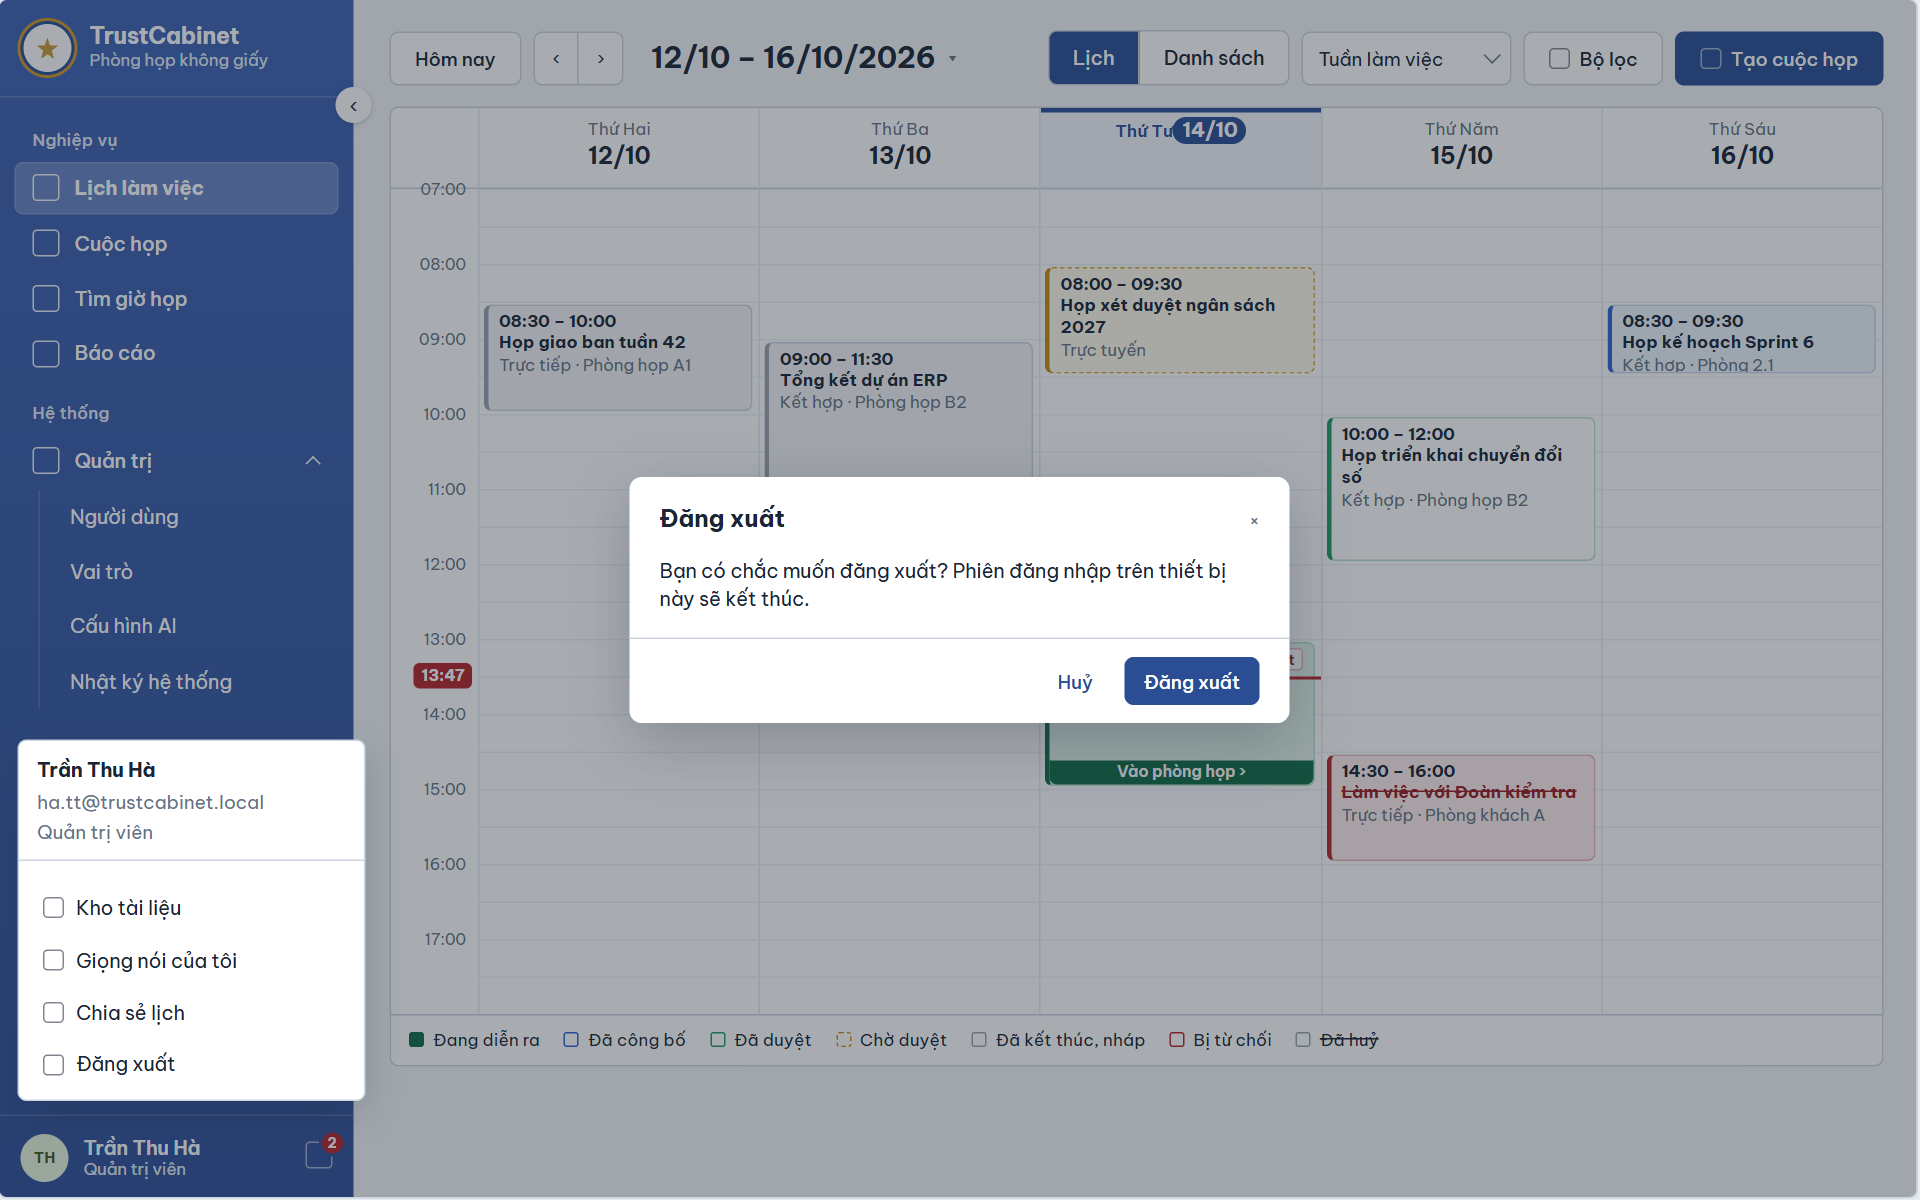 TrustCabinet
Phòng họp không giấy
Nghiệp vụ
Lịch làm việc
Cuộc họp
Tìm giờ họp
Báo cáo
Hệ thống
Quản trị
Người dùng
Vai trò
Cấu hình AI
Nhật ký hệ thống
Trần Thu Hà
ha.tt@trustcabinet.local
Quản trị viên
Kho tài liệu
Giọng nói của tôi
Chia sẻ lịch
Đăng xuất
TH
Trần Thu Hà
Quản trị viên
2
Hôm nay
12/10 – 16/10/2026
Lịch
Danh sách
Tuần làm việc
Bộ lọc
Tạo cuộc họp
Thứ Hai
12/10
Thứ Ba
13/10
Thứ Tư 14/10
Thứ Năm
15/10
Thứ Sáu
16/10
07:00
08:00
09:00
10:00
11:00
12:00
13:00
13:47
14:00
15:00
16:00
17:00
08:30 – 10:00
Họp giao ban tuần 42
Trực tiếp · Phòng họp A1
09:00 – 11:30
Tổng kết dự án ERP
Kết hợp · Phòng họp B2
08:00 – 09:30
Họp xét duyệt ngân sách
2027
Trực tuyến
t
Vào phòng họp ›
10:00 – 12:00
Họp triển khai chuyển đổi
số
Kết hợp · Phòng họp B2
14:30 – 16:00
Làm việc với Đoàn kiểm tra
Trực tiếp · Phòng khách A
08:30 – 09:30
Họp kế hoạch Sprint 6
Kết hợp · Phòng 2.1
Đăng xuất
×
Bạn có chắc muốn đăng xuất? Phiên đăng nhập trên thiết bị
này sẽ kết thúc.
Huỷ
Đăng xuất
Đang diễn ra
Đã công bố
Đã duyệt
Chờ duyệt
Đã kết thúc, nháp
Bị từ chối
Đã huỷ